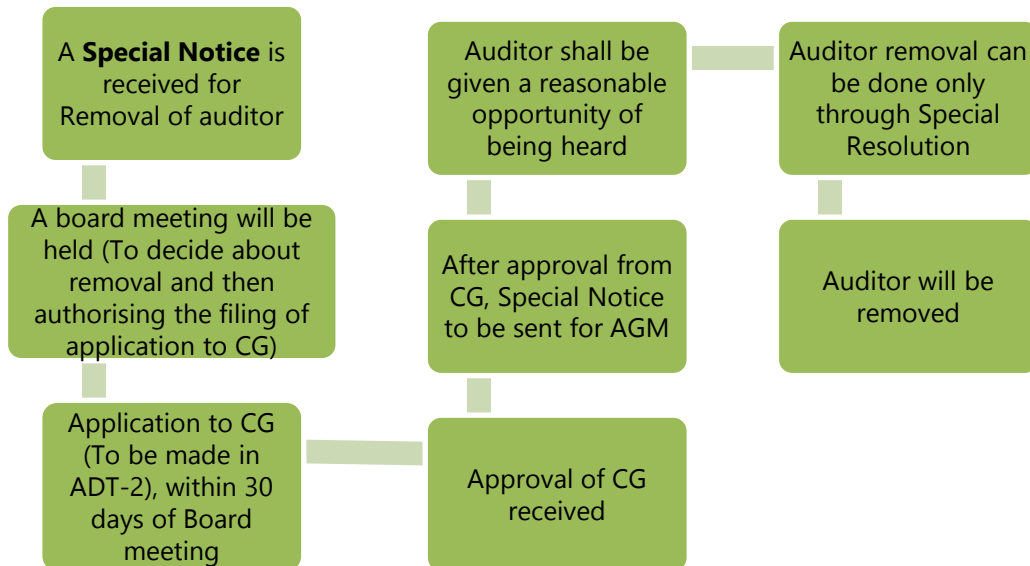 A Special Notice is
received for
Removal of auditor
A board meeting will be
held (To decide about
removal and then
authorising the filing of
application to CG)
Application to CG
(To be made in
ADT-2), within 30
days of Board
meeting
Approval of CG
received
After approval from
CG, Special Notice
to be sent for AGM
Auditor shall be
given a reasonable
opportunity of
being heard
Auditor removal can
be done only
through Special
Resolution
Auditor will be
removed